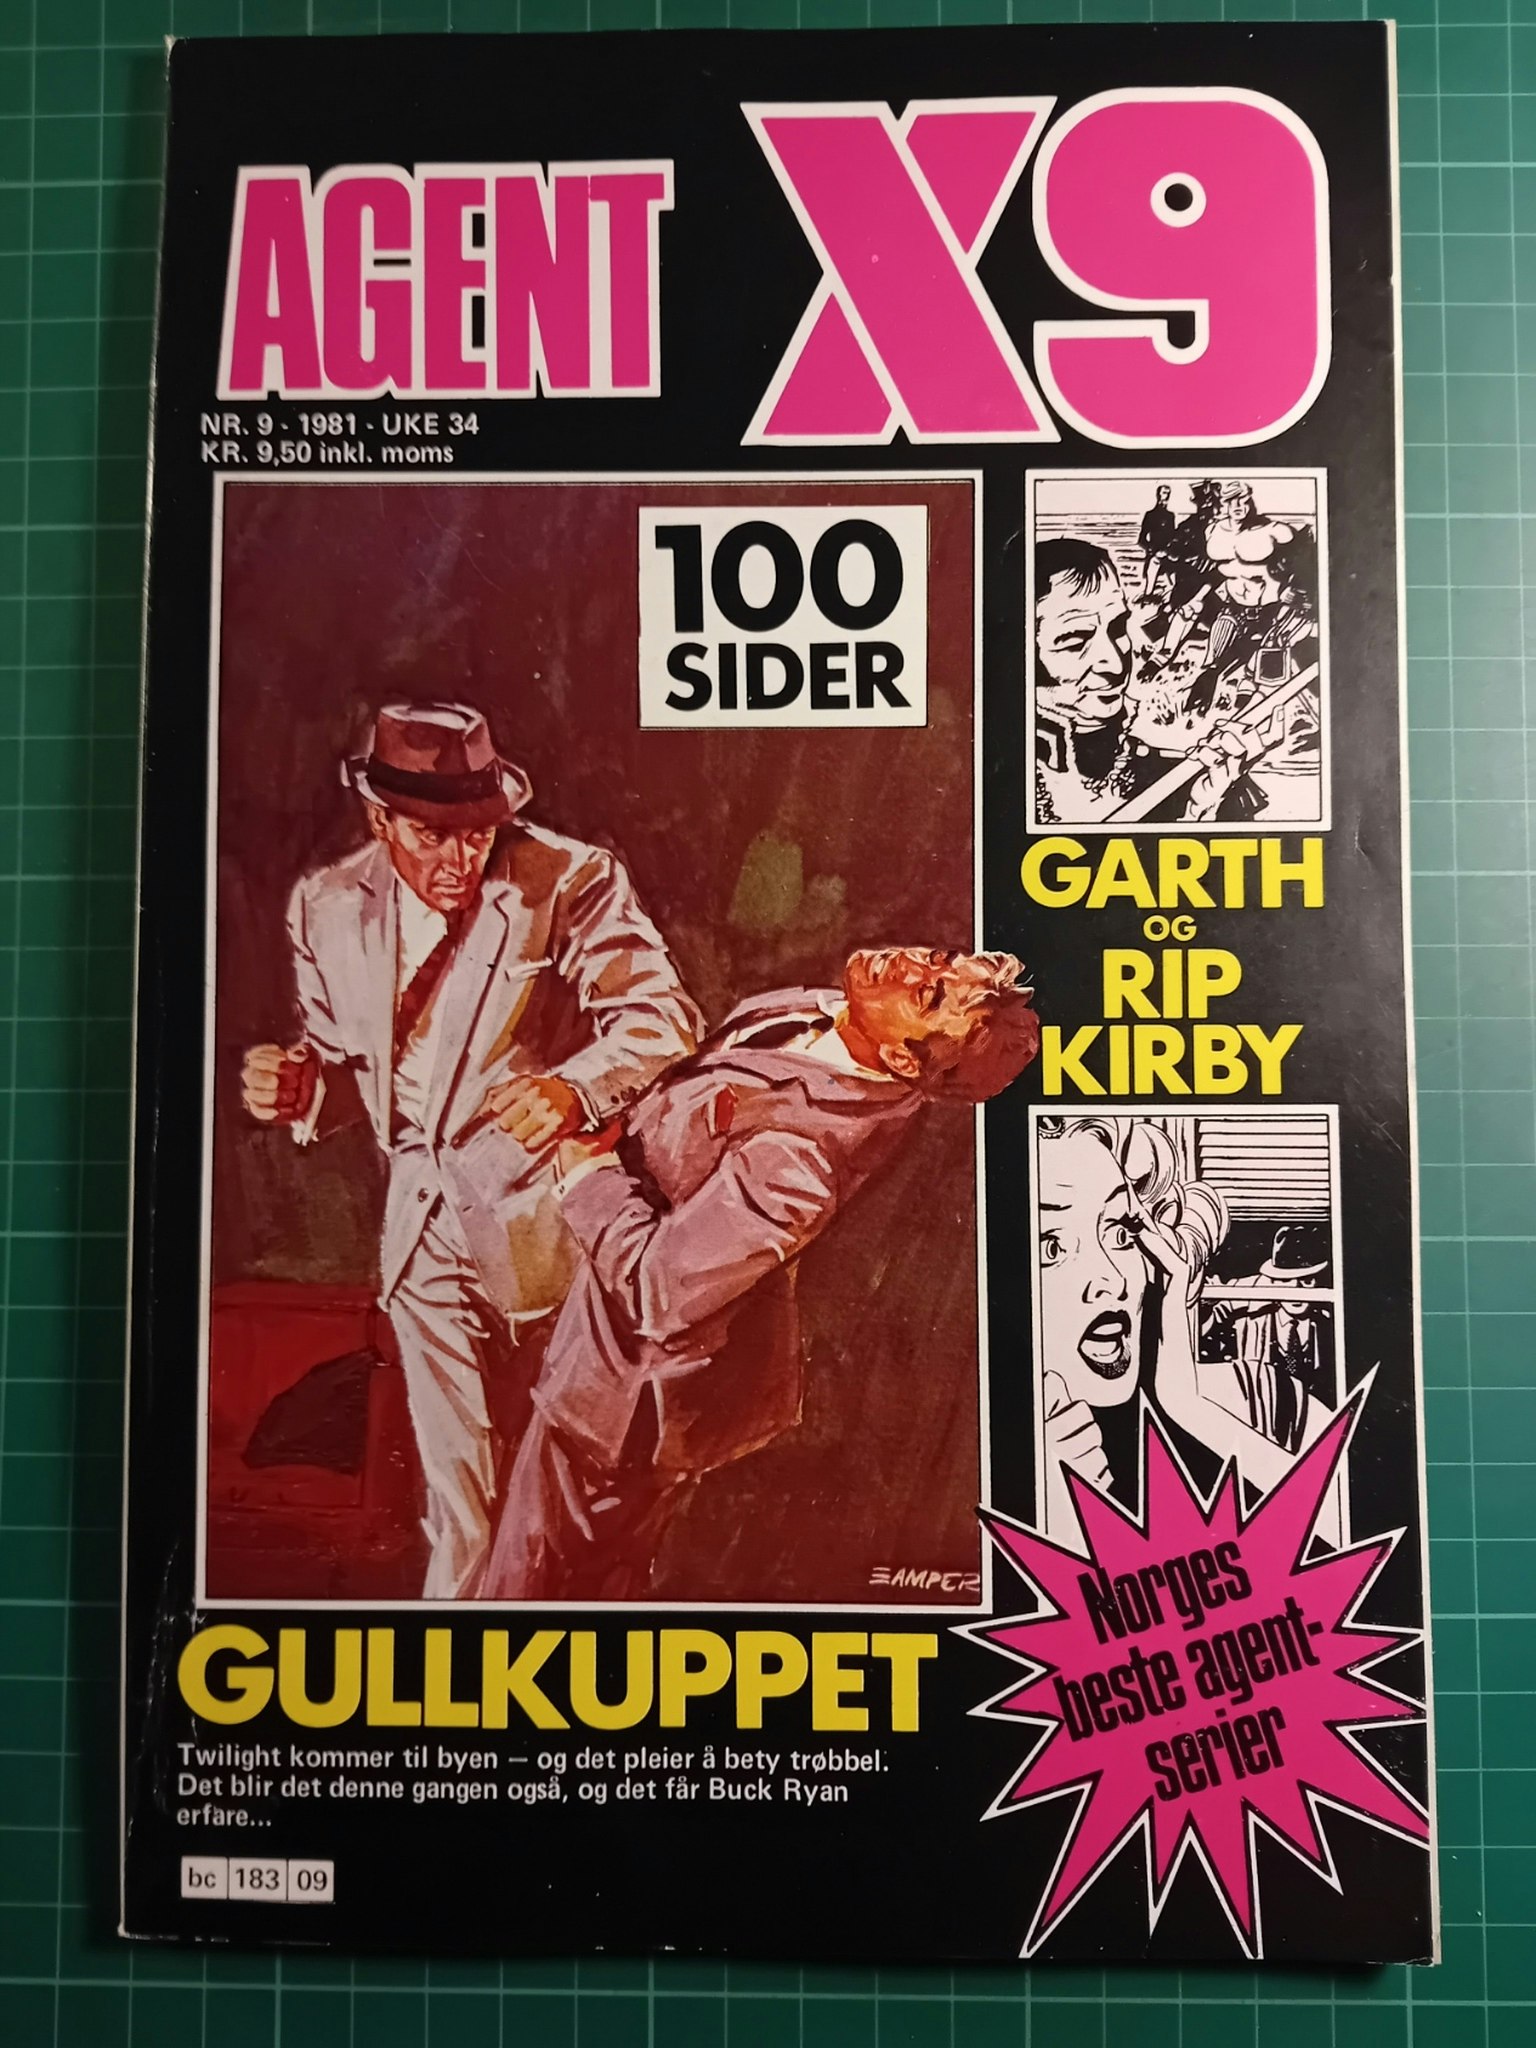 AGENT X9
NR. 9 - 1981 - UKE 34
KR. 9,50 inkl. moms
100
SIDER
GARTH
OG
RIP
KIRBY
SAMPER
GULLKUPPET
Twilight kommer til byen — og det pleier å bety trøbbel.
Det blir det denne gangen også, og det får Buck Ryan
erfare...
Norges
beste agent-
serier
bc 183 09